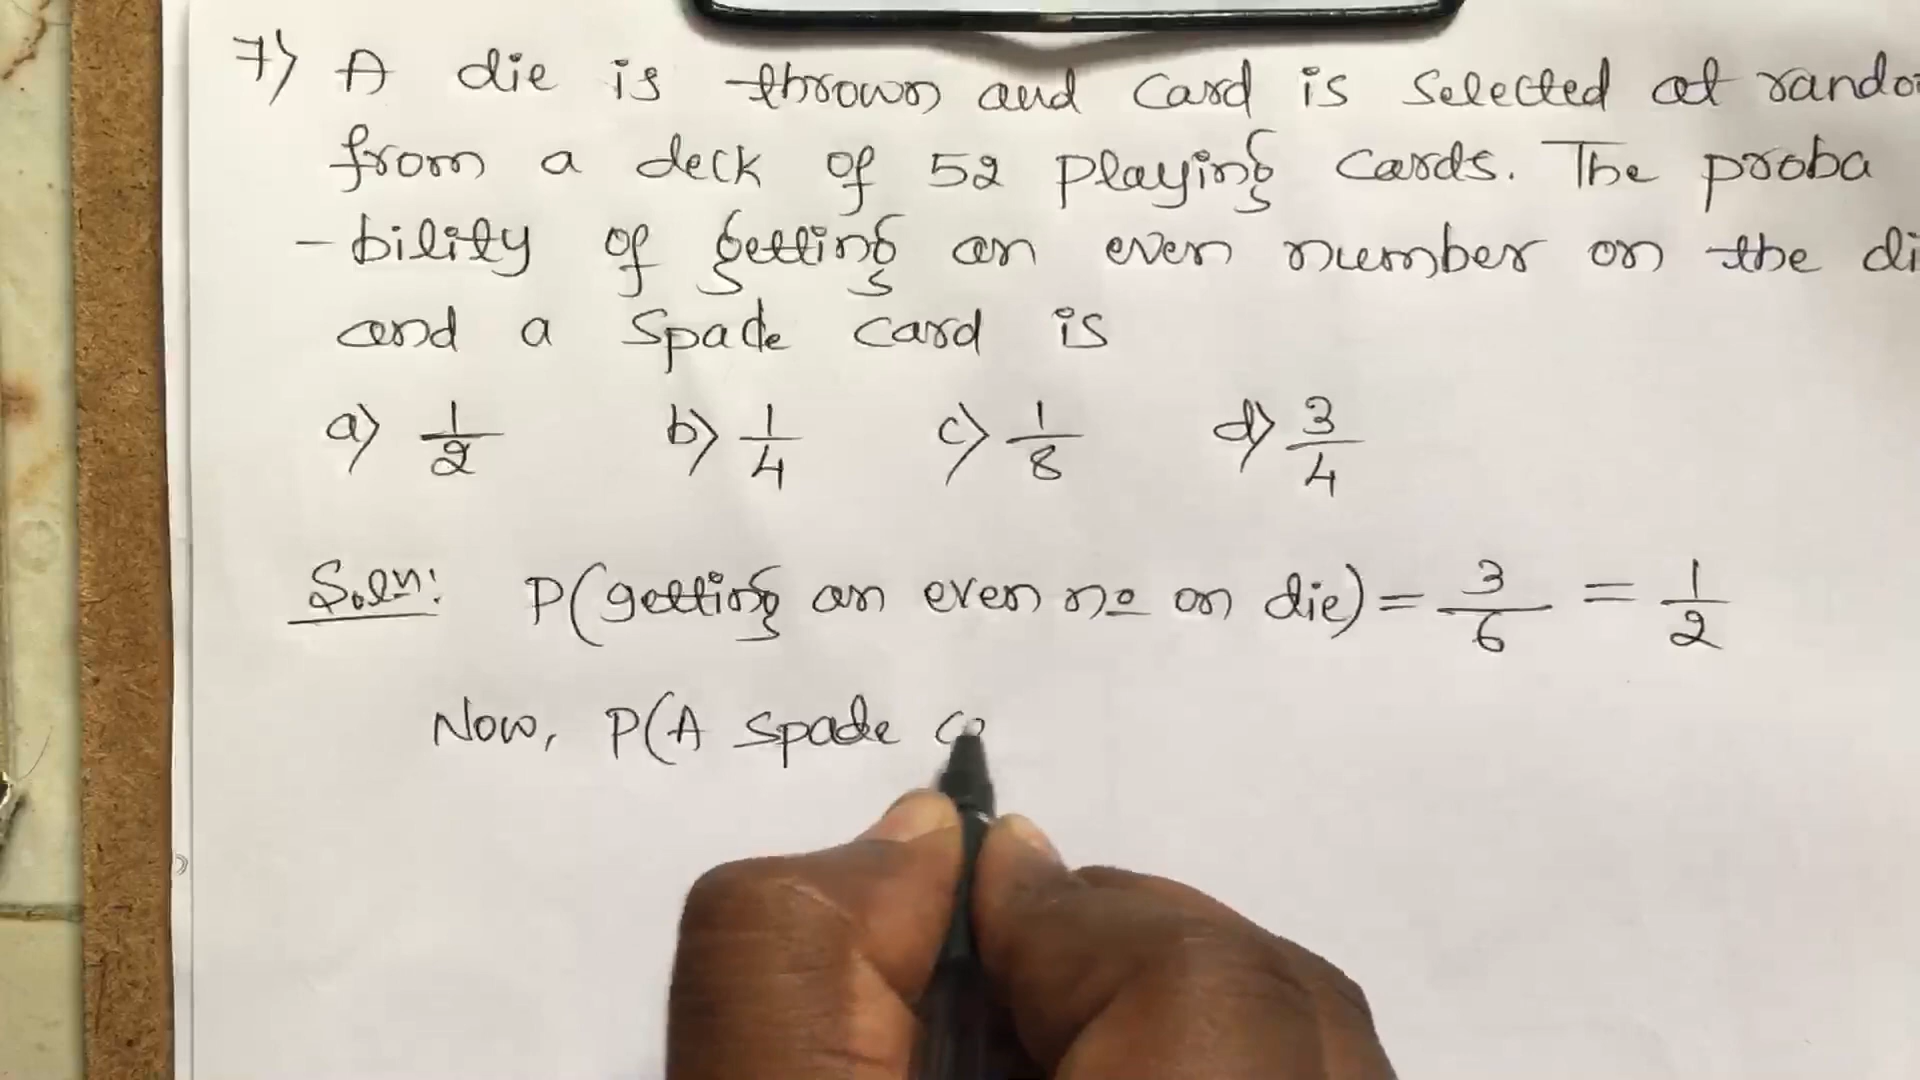 7) A die is thrown and card is selected at rando
from a deck of 52 playing cards. The proba
-bility of getting an even number on the di
and a spade card is
a) 1/2 b) 1/4 c) 1/8 d) 3/4
Soln: P(getting an even no on die) = 3/6 = 1/2
Now, P(A spade ca